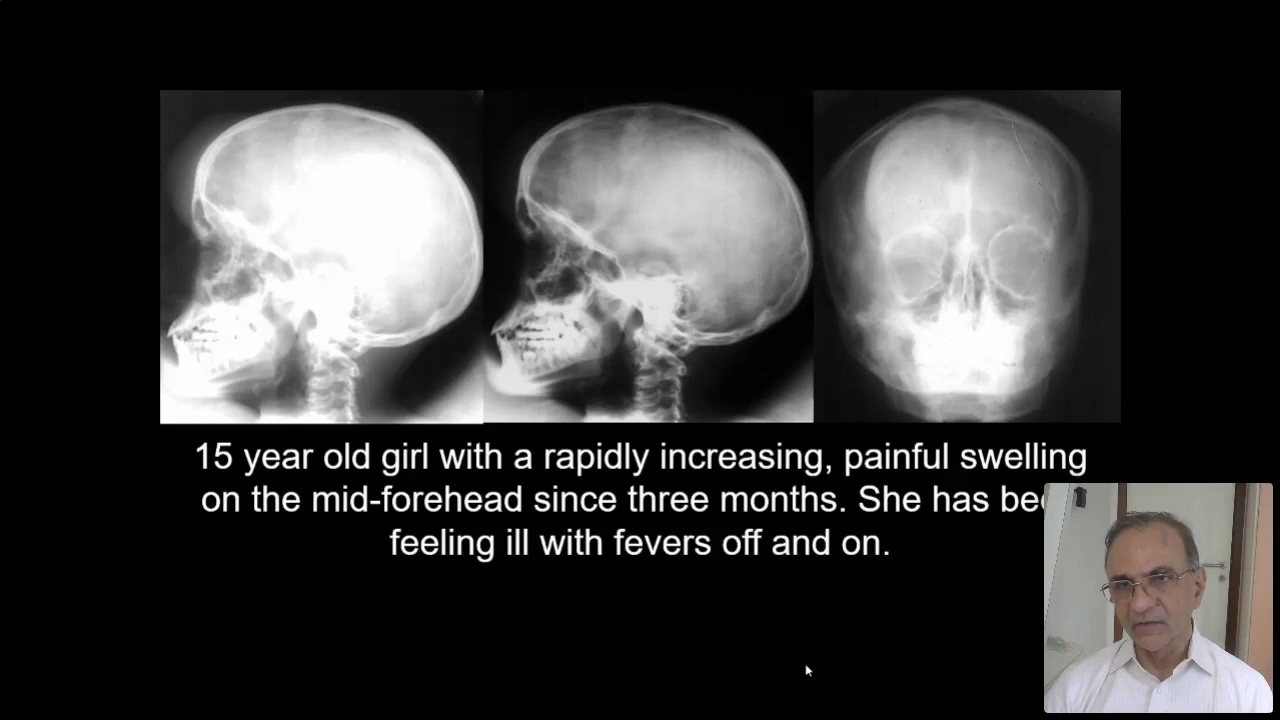 15 year old girl with a rapidly increasing, painful swelling
on the mid-forehead since three months. She has
feeling ill with fevers off and on.